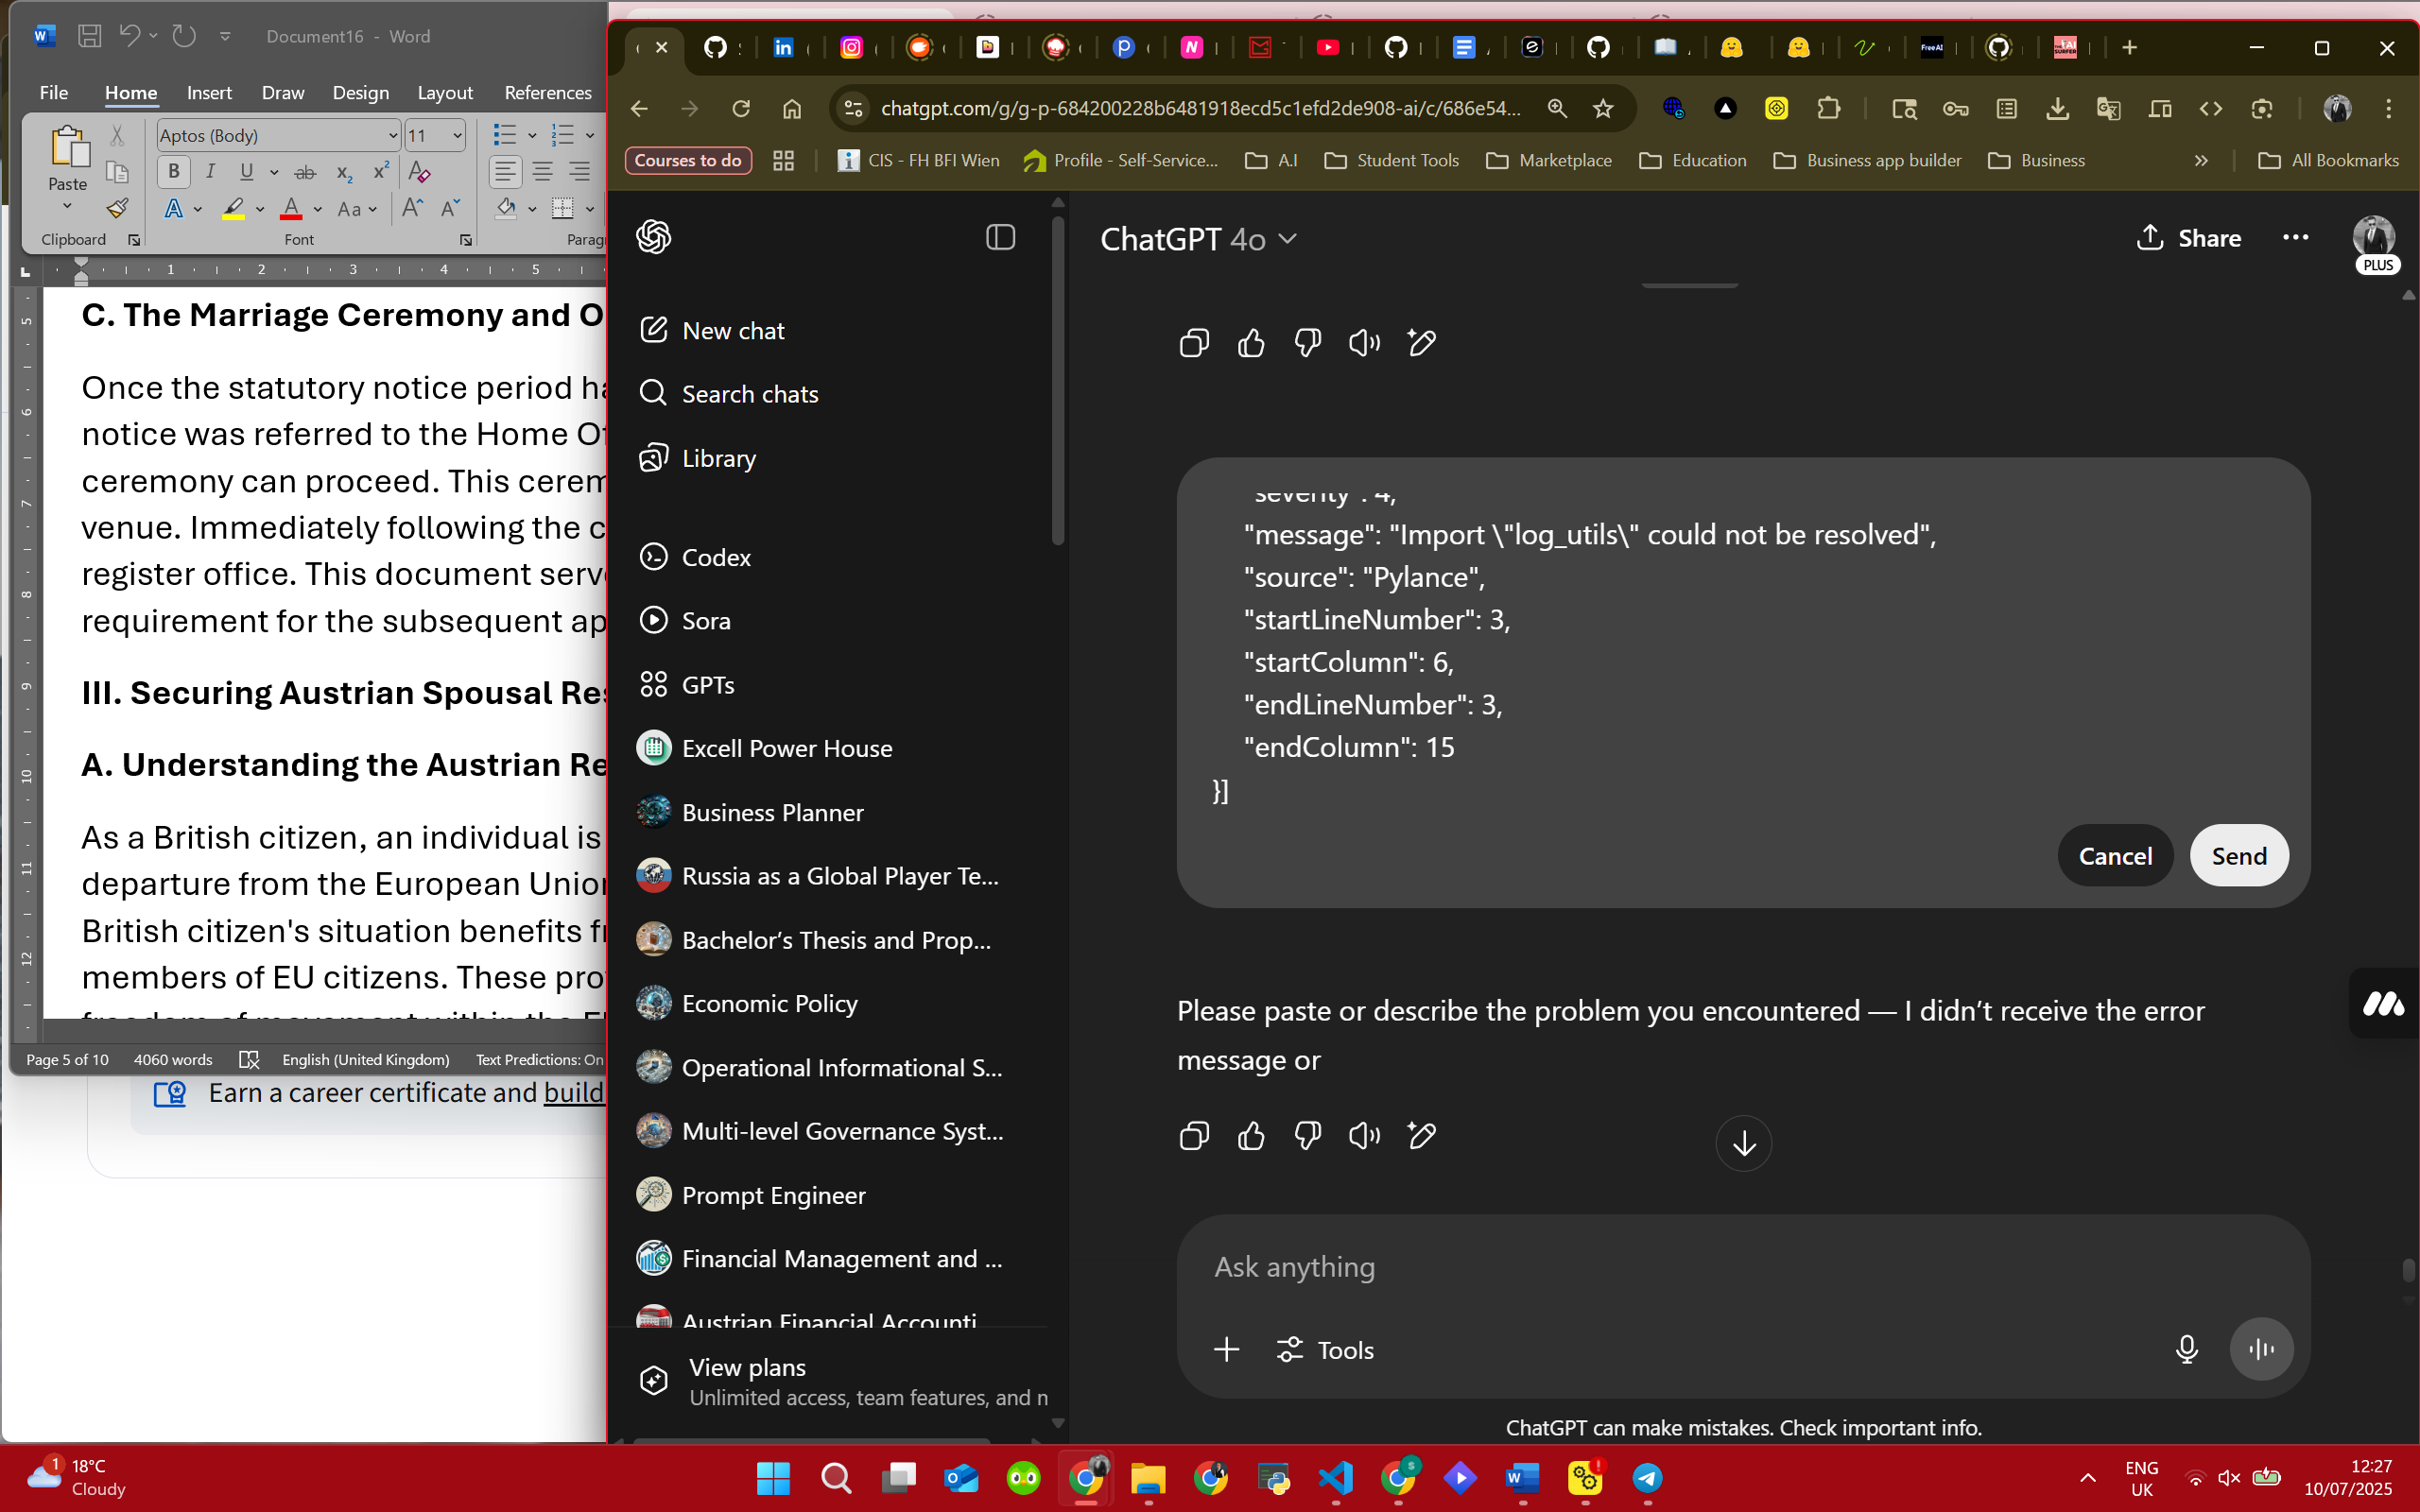 Document16 - Word
File Home Insert Draw Design Layout References
Paste
Aptos (Body) 11
Clipboard Font
C. The Marriage Ceremony and O
Once the statutory notice period ha
notice was referred to the Home Of
ceremony can proceed. This cerem
venue. Immediately following the c
register office. This document serv
requirement for the subsequent ap
III. Securing Austrian Spousal Res
A. Understanding the Austrian Re
As a British citizen, an individual is
departure from the European Union
British citizen's situation benefits fr
members of EU citizens. These pro
Page 5 of 10 4060 words English (United Kingdom) Text Predictions: On
Earn a career certificate and build
chatgpt.com/g/g-p-684200228b6481918ecd5c1efd2de908-ai/c/686e54...
Courses to do CIS - FH BFI Wien Profile - Self-Service... A.I Student Tools Marketplace Education Business app builder Business All Bookmarks
New chat
Search chats
Library
Codex
Sora
GPTs
Excell Power House
Business Planner
Russia as a Global Player Te...
Bachelor’s Thesis and Prop...
Economic Policy
Operational Informational S...
Multi-level Governance Syst...
Prompt Engineer
Financial Management and ...
Austrian Financial Accounti
View plans
Unlimited access, team features, and n
ChatGPT 4o
Share
PLUS
"severity": 4,
"message": "Import \"log_utils\" could not be resolved",
"source": "Pylance",
"startLineNumber": 3,
"startColumn": 6,
"endLineNumber": 3,
"endColumn": 15
}]
Cancel Send
Please paste or describe the problem you encountered — I didn’t receive the error
message or
Ask anything
Tools
ChatGPT can make mistakes. Check important info.
1
18°C
Cloudy
ENG
UK
12:27
10/07/2025